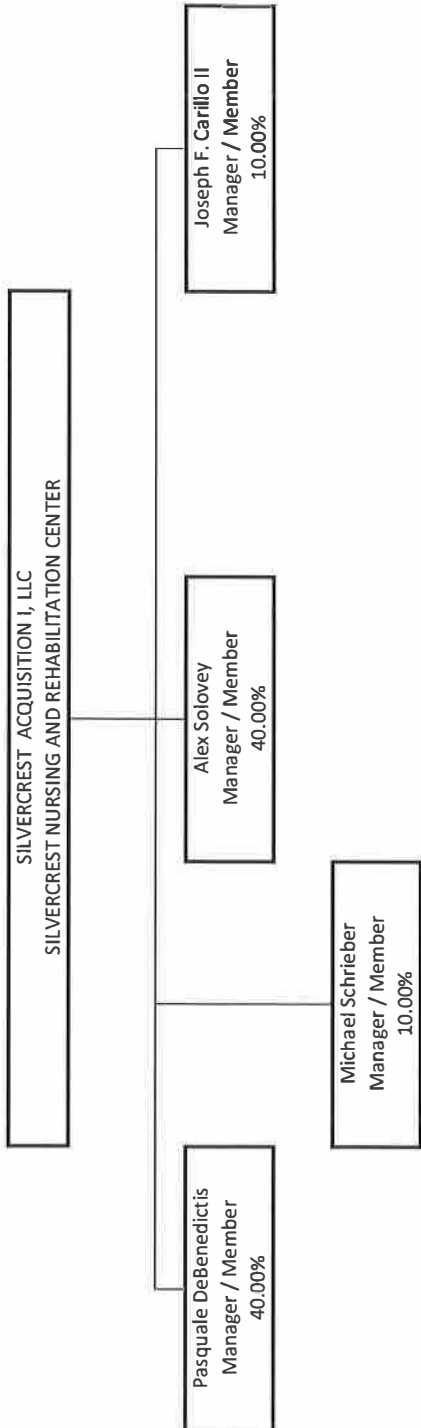 SILVERCREST ACQUISITION I, LLC
SILVERCREST NURSING AND REHABILITATION CENTER
Pasquale DeBenedictis
Manager / Member
40.00%
Michael Schrieber
Manager / Member
10.00%
Alex Solovey
Manager / Member
40.00%
Joseph F. Carillo II
Manager / Member
10.00%